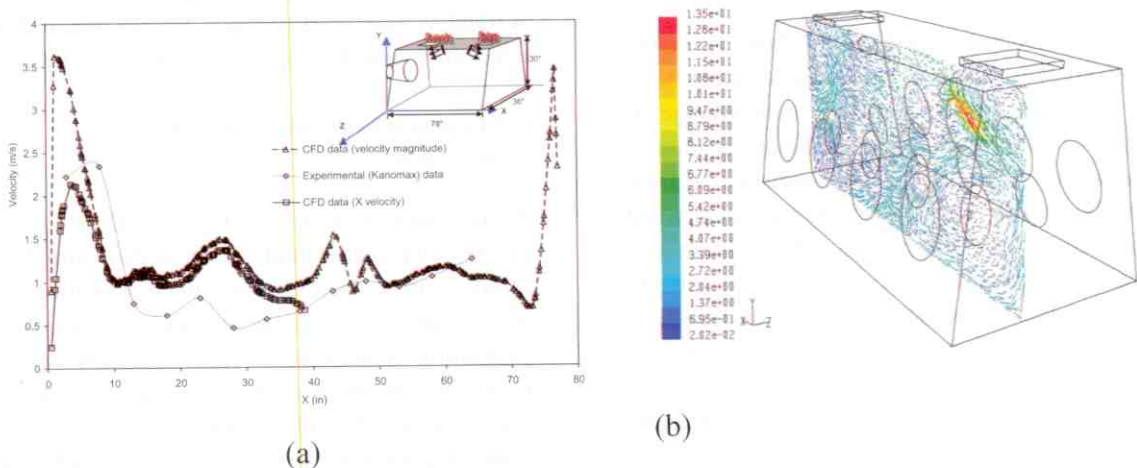 4
3.5
3
2.5
2
1.5
1
0.5
0
Velocity (m/s)
0 10 20 30 40 50 60 70 80
X (in)
Y
30"
36"
X
78"
Z
CFD data (velocity magnitude)
Experimental (Kanomax) data
CFD data (X velocity)
(a)
1.35e+01
1.28e+01
1.22e+01
1.15e+01
1.08e+01
1.01e+01
9.47e+00
8.79e+00
8.12e+00
7.44e+00
6.77e+00
6.09e+00
5.42e+00
4.74e+00
4.07e+00
3.39e+00
2.72e+00
2.04e+00
1.37e+00
6.95e-01
2.02e-02
Y
X Z
(b)